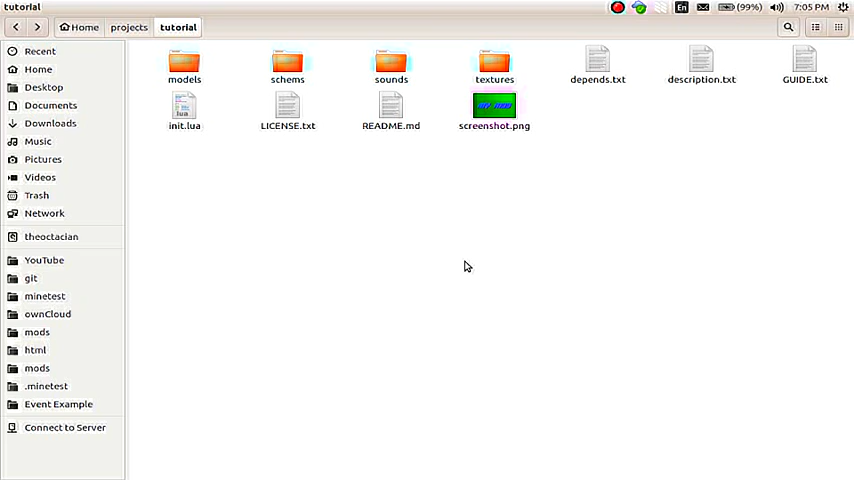 tutorial
En
(99%)
7:05 PM
Home
projects
tutorial
Recent
Home
Desktop
Documents
Downloads
Music
Pictures
Videos
Trash
Network
theoctacian
YouTube
git
minetest
ownCloud
mods
html
mods
.minetest
Event Example
Connect to Server
models
schems
sounds
textures
depends.txt
description.txt
GUIDE.txt
lua
init.lua
LICENSE.txt
README.md
screenshot.png